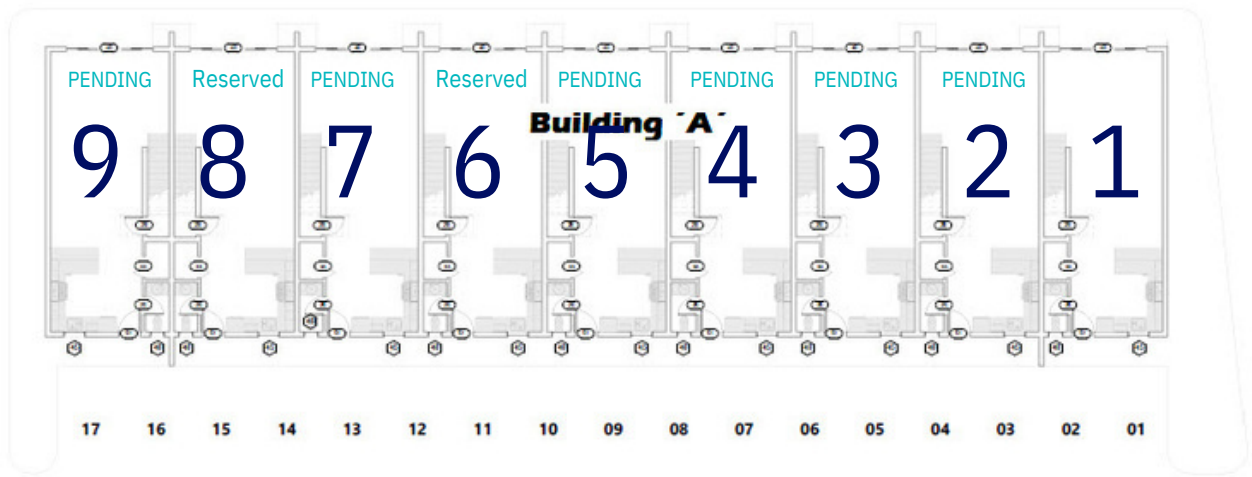 PENDING Reserved PENDING Reserved PENDING PENDING PENDING PENDING
Building ´A´
9 8 7 6 5 4 3 2 1
17 16 15 14 13 12 11 10 09 08 07 06 05 04 03 02 01